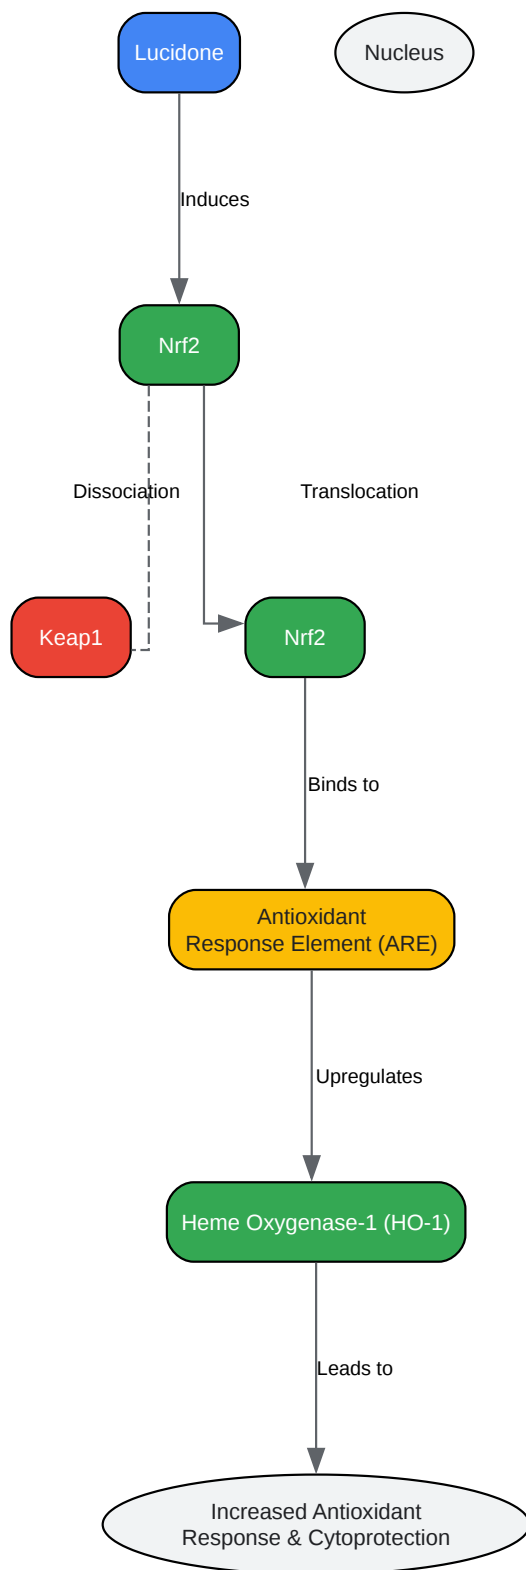 Lucidone
Nucleus
Induces
Nrf2
Dissociation
Translocation
Keap1
Nrf2
Binds to
Antioxidant
Response Element (ARE)
Upregulates
Heme Oxygenase-1 (HO-1)
Leads to
Increased Antioxidant
Response & Cytoprotection